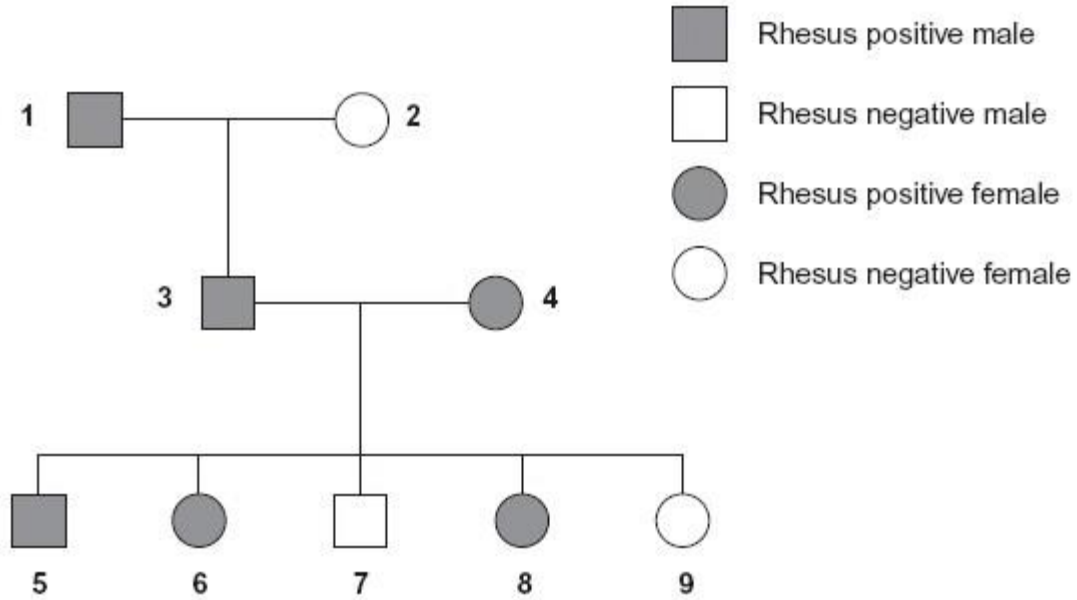 Rhesus positive male
1
2
Rhesus negative male
Rhesus positive female
Rhesus negative female
3
4
5
6
7
8
9